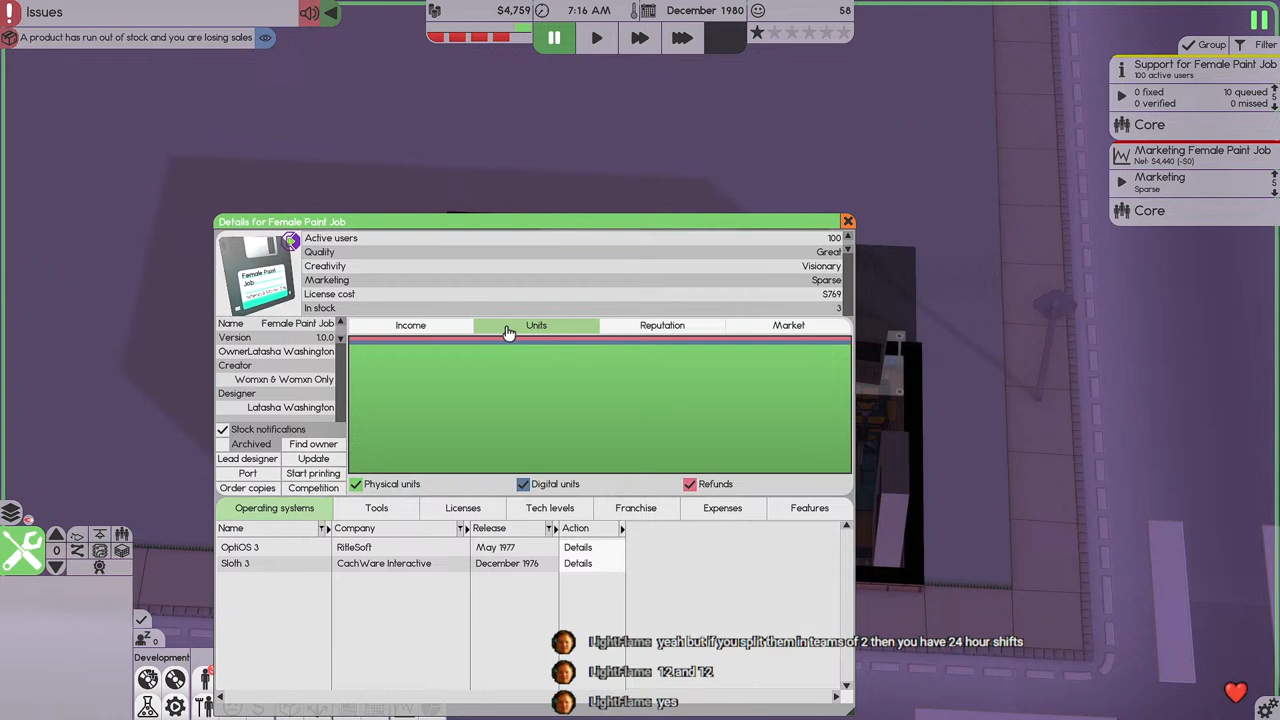 Issues
A product has run out of stock and you are losing sales
$4,759
7:16 AM
December 1980
58
Group
Filter
Support for Female Paint Job
100 active users
0 fixed 10 queued
0 verified 0 missed
5
Core
Marketing Female Paint Job
Net: $4,440 (-$0)
Marketing
Sparse
5
Core
Details for Female Paint Job
Female Paint Job
Active users 100
Quality Great
Creativity Visionary
Marketing Sparse
License cost $769
In stock 3
Name Female Paint Job
Version 1.0.0
Owner Latasha Washington
Creator
Womxn & Womxn Only
Designer
Latasha Washington
Stock notifications
Archived Find owner
Lead designer Update
Port Start printing
Order copies Competition
Income Units Reputation Market
Physical units Digital units Refunds
Operating systems Tools Licenses Tech levels Franchise Expenses Features
Name Company Release Action
OptiOS 3 RitleSoft May 1977 Details
Sloth 3 CachWare Interactive December 1976 Details
0
0
Development
LightFlame yeah but if you split them in teams of 2 then you have 24 hour shifts
LightFlame 12 and 12
LightFlame yes